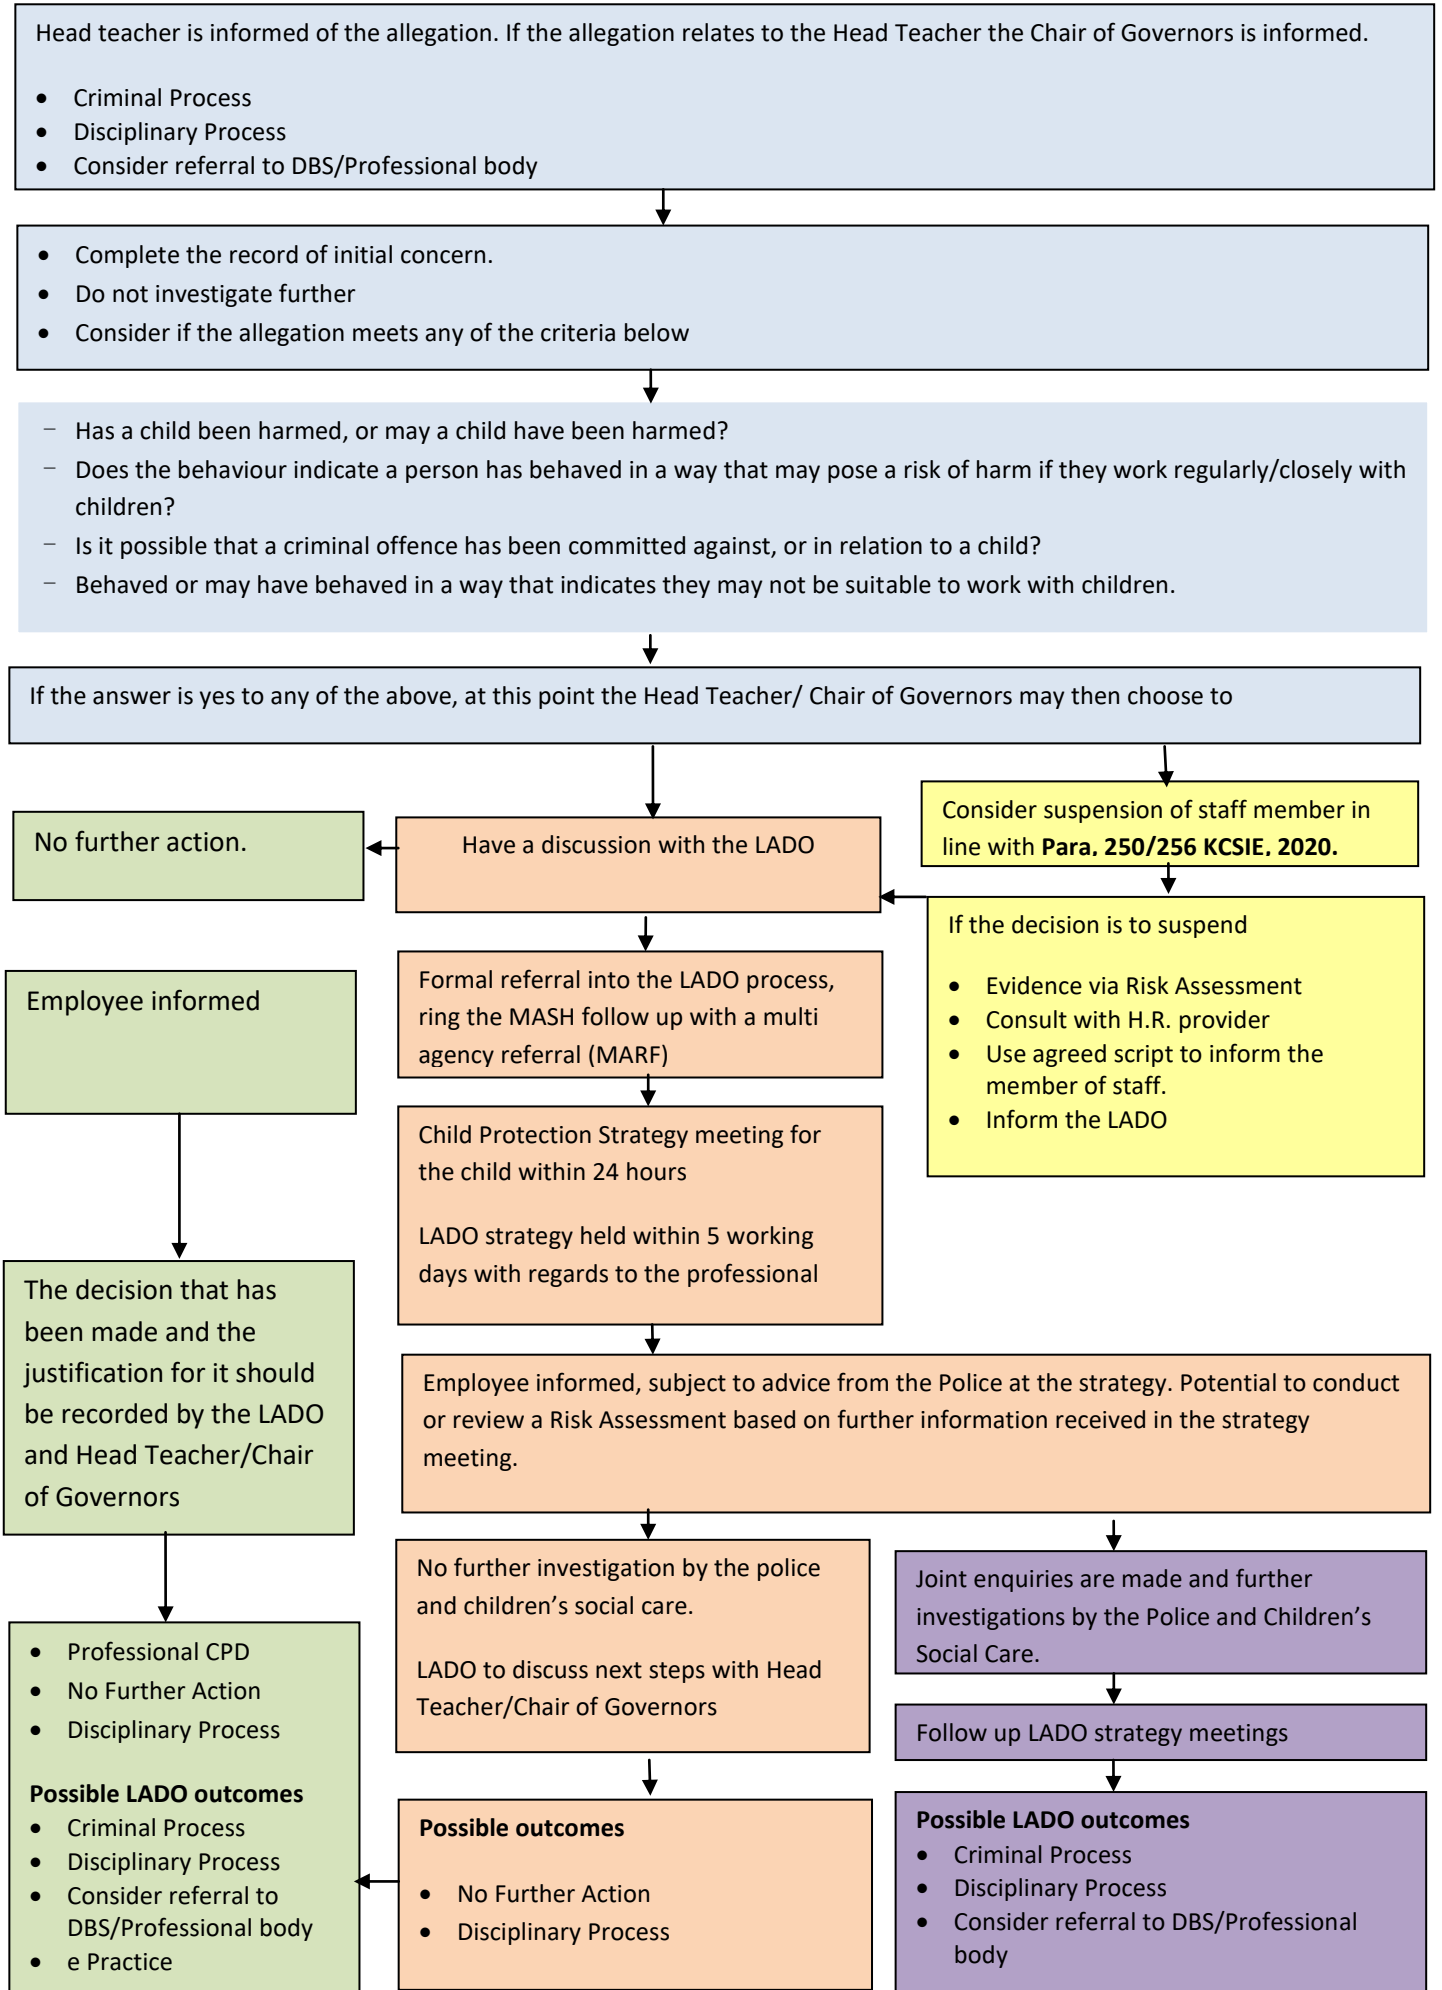 Head teacher is informed of the allegation. If the allegation relates to the Head Teacher the Chair of Governors is informed.
• Criminal Process
• Disciplinary Process
• Consider referral to DBS/Professional body
• Complete the record of initial concern.
• Do not investigate further
• Consider if the allegation meets any of the criteria below
− Has a child been harmed, or may a child have been harmed?
− Does the behaviour indicate a person has behaved in a way that may pose a risk of harm if they work regularly/closely with
children?
− Is it possible that a criminal offence has been committed against, or in relation to a child?
− Behaved or may have behaved in a way that indicates they may not be suitable to work with children.
If the answer is yes to any of the above, at this point the Head Teacher/ Chair of Governors may then choose to
No further action.
Have a discussion with the LADO
Consider suspension of staff member in
line with Para. 250/256 KCSIE. 2020.
If the decision is to suspend
• Evidence via Risk Assessment
• Consult with H.R. provider
• Use agreed script to inform the
member of staff.
• Inform the LADO
Employee informed
Formal referral into the LADO process,
ring the MASH follow up with a multi
agency referral (MARF)
Child Protection Strategy meeting for
the child within 24 hours
LADO strategy held within 5 working
days with regards to the professional
The decision that has
been made and the
justification for it should
be recorded by the LADO
and Head Teacher/Chair
of Governors
Employee informed, subject to advice from the Police at the strategy. Potential to conduct
or review a Risk Assessment based on further information received in the strategy
meeting.
No further investigation by the police
and children’s social care.
LADO to discuss next steps with Head
Teacher/Chair of Governors
Joint enquiries are made and further
investigations by the Police and Children’s
Social Care.
Follow up LADO strategy meetings
• Professional CPD
• No Further Action
• Disciplinary Process
Possible LADO outcomes
• Criminal Process
• Disciplinary Process
• Consider referral to
DBS/Professional body
• e Practice
Possible outcomes
• No Further Action
• Disciplinary Process
Possible LADO outcomes
• Criminal Process
• Disciplinary Process
• Consider referral to DBS/Professional
body